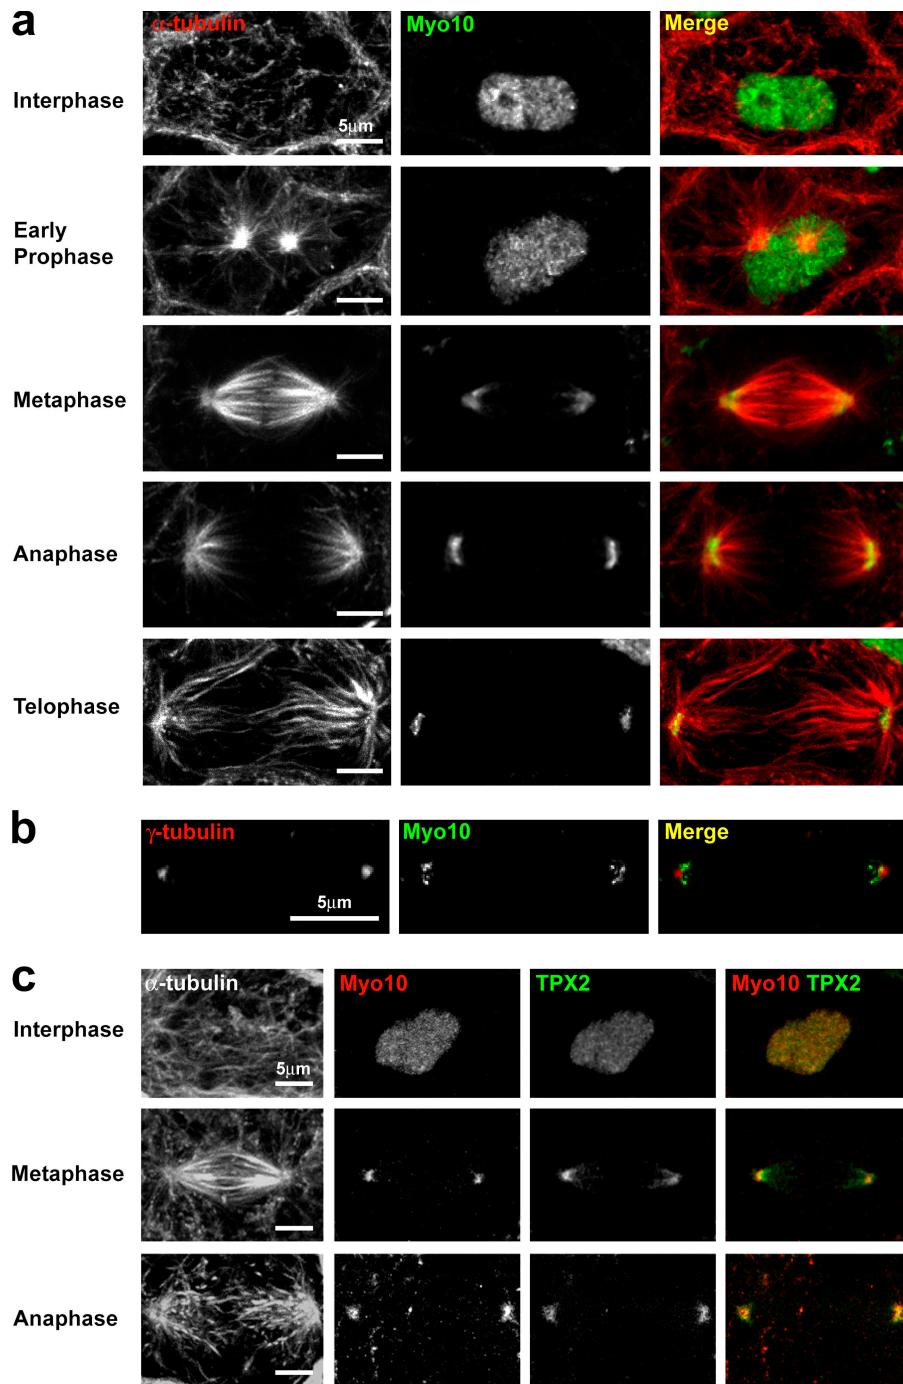 a
α-tubulin Myo10 Merge
Interphase
5μm
Early
Prophase
Metaphase
Anaphase
Telophase
b
γ-tubulin Myo10 Merge
5μm
c
α-tubulin Myo10 TPX2 Myo10 TPX2
Interphase
5μm
Metaphase
Anaphase